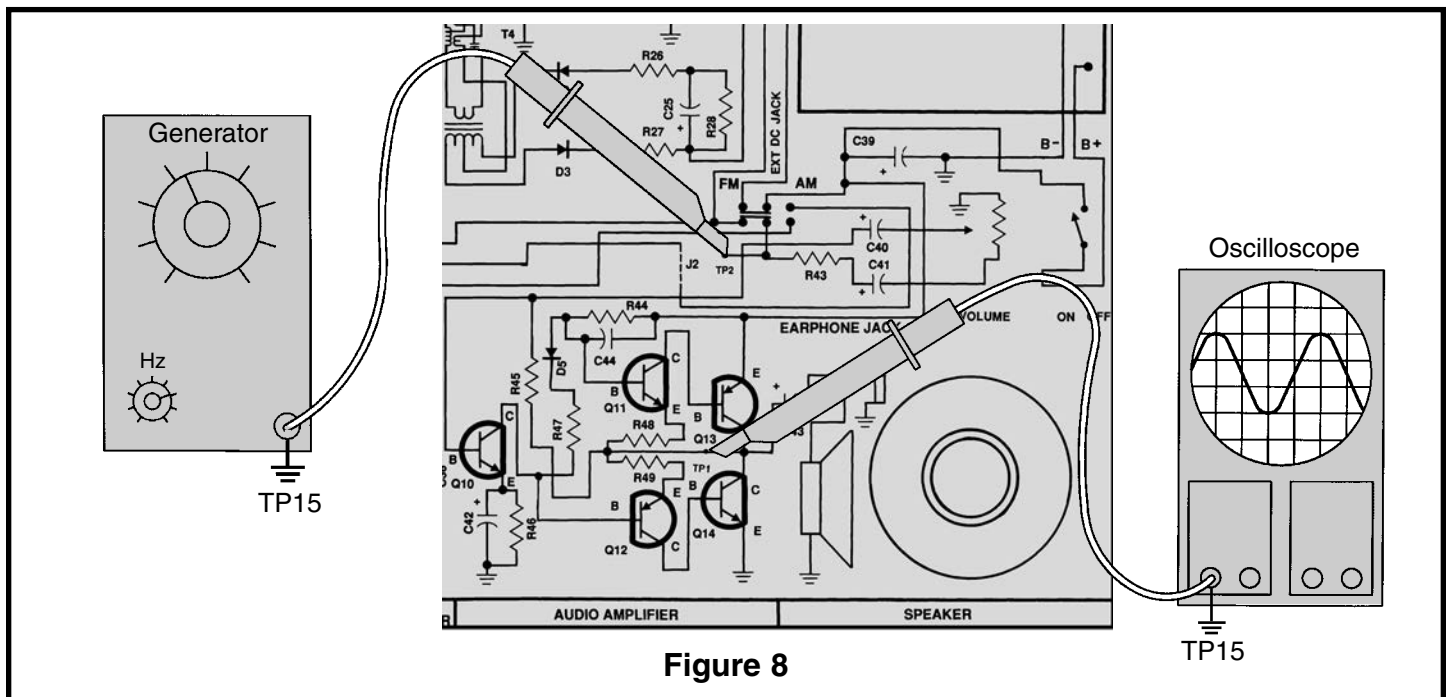 T4
R26
C25
+
R28
R27
D3
EXT DC JACK
FM
AM
C39
+
B-
B+
Generator
Hz
TP15
+
C40
R43
C41
+
TP2
J2
Oscilloscope
R44
EARPHONE JAC
VOLUME
ON OFF
C44
D5
R45
R47
B
C
E
Q11
E
B
Q13
C
+
43
R48
TP1
R49
B
C
E
Q10
+
C42
R46
B
E
C
Q12
B
C
E
Q14
R
AUDIO AMPLIFIER
SPEAKER
TP15
Figure 8